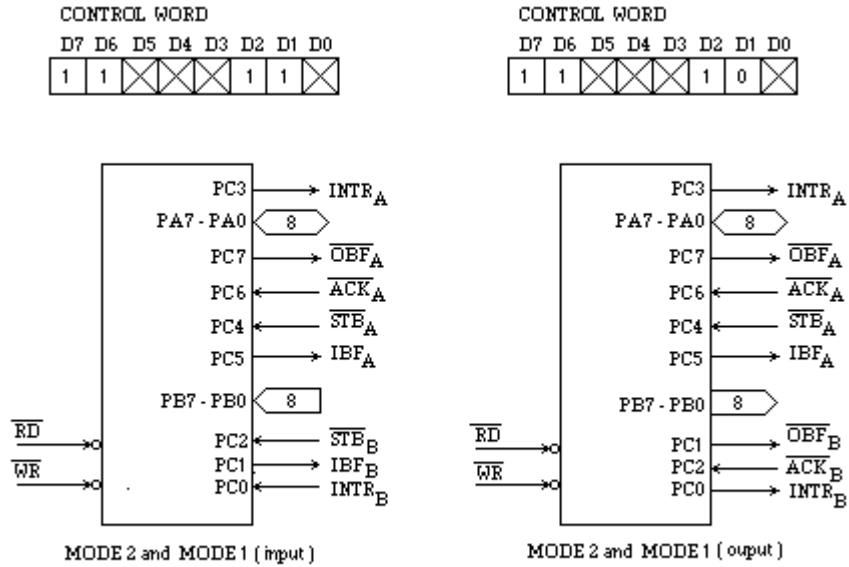 CONTROL WORD
D7 D6 D5 D4 D3 D2 D1 D0
1 1 1 1
PC3 INTRA
PA7 - PA0 8
PC7 OBFA
PC6 ACKA
PC4 STBA
PC5 IBFA
PB7 - PB0 8
RD
WR
PC2 STBB
PC1 IBFB
PC0 INTRB
MODE 2 and MODE 1 ( input )
CONTROL WORD
D7 D6 D5 D4 D3 D2 D1 D0
1 1 1 0
PC3 INTRA
PA7 - PA0 8
PC7 OBFA
PC6 ACKA
PC4 STBA
PC5 IBFA
PB7 - PB0 8
RD
WR
PC1 OBFB
PC2 ACKB
PC0 INTRB
MODE 2 and MODE 1 ( ouput )